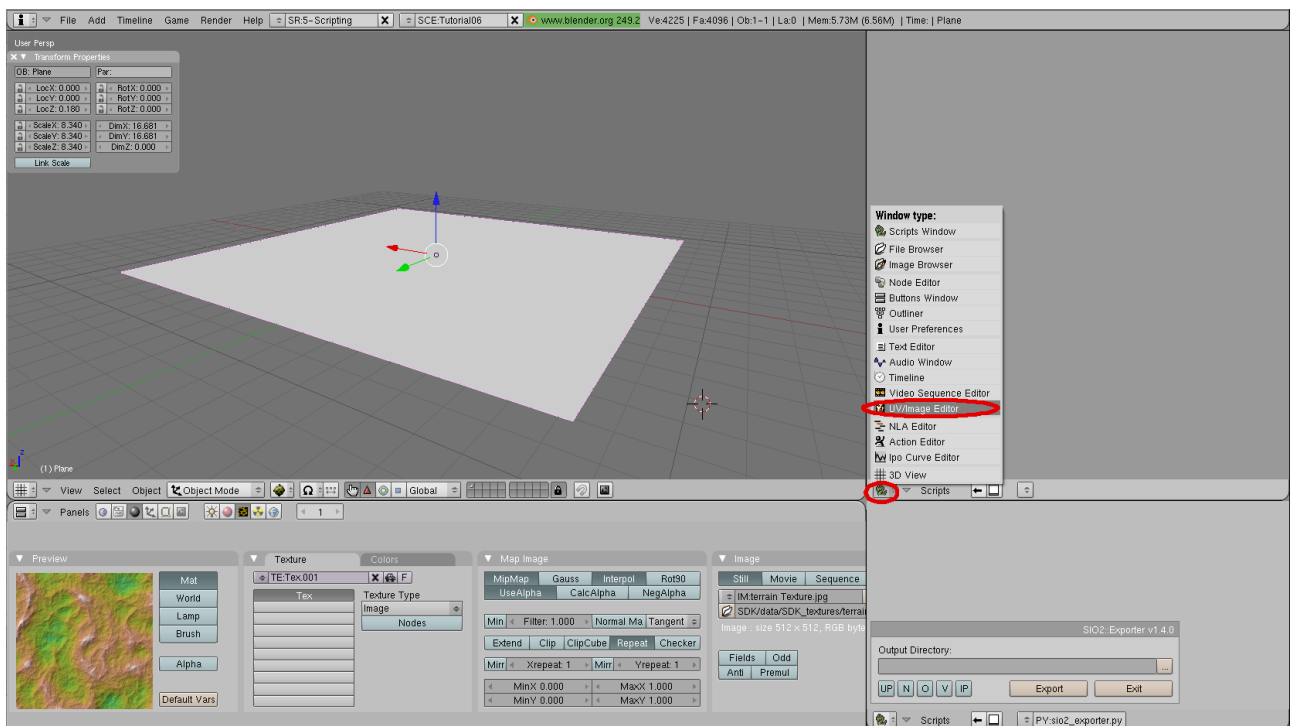 File Add Timeline Game Render Help SR:5-Scripting X SCE:Tutorial06 X www.blender.org 249.2 Ve:4225 | Fa:4096 | Ob:1-1 | La:0 | Mem:5.73M (6.56M) | Time: | Plane
User Persp
Transform Properties
OB: Plane Par:
LocX: 0.000 RotX: 0.000
LocY: 0.000 RotY: 0.000
LocZ: 0.180 RotZ: 0.000
ScaleX: 8.340 DimX: 16.681
ScaleY: 8.340 DimY: 16.681
ScaleZ: 8.340 DimZ: 0.000
Link Scale
z
(1) Plane
View Select Object Object Mode Global
Window type:
Scripts Window
File Browser
Image Browser
Node Editor
Buttons Window
Outliner
User Preferences
Text Editor
Audio Window
Timeline
Video Sequence Editor
UV/Image Editor
NLA Editor
Action Editor
Ipo Curve Editor
3D View
Scripts
Panels 1
Preview
Mat
World
Lamp
Brush
Alpha
Default Vars
Texture Colors
TE:Tex.001 X F
Tex
Texture Type
Image
Nodes
Map Image
MipMap Gauss Interpol Rot90
UseAlpha CalcAlpha NegAlpha
Min Filter: 1.000 Normal Ma Tangent
Extend Clip ClipCube Repeat Checker
Mirr Xrepeat: 1 Mirr Yrepeat: 1
MinX 0.000 MaxX 1.000
MinY 0.000 MaxY 1.000
Image
Still Movie Sequence
IM:terrain Texture.jpg
SDK/data/SDK_textures/terrain
Image : size 512 x 512, RGB byte
Fields Odd
Anti Premul
SIO2: Exporter v1.4.0
Output Directory:
...
UP N O V IP Export Exit
Scripts PY:sio2_exporter.py